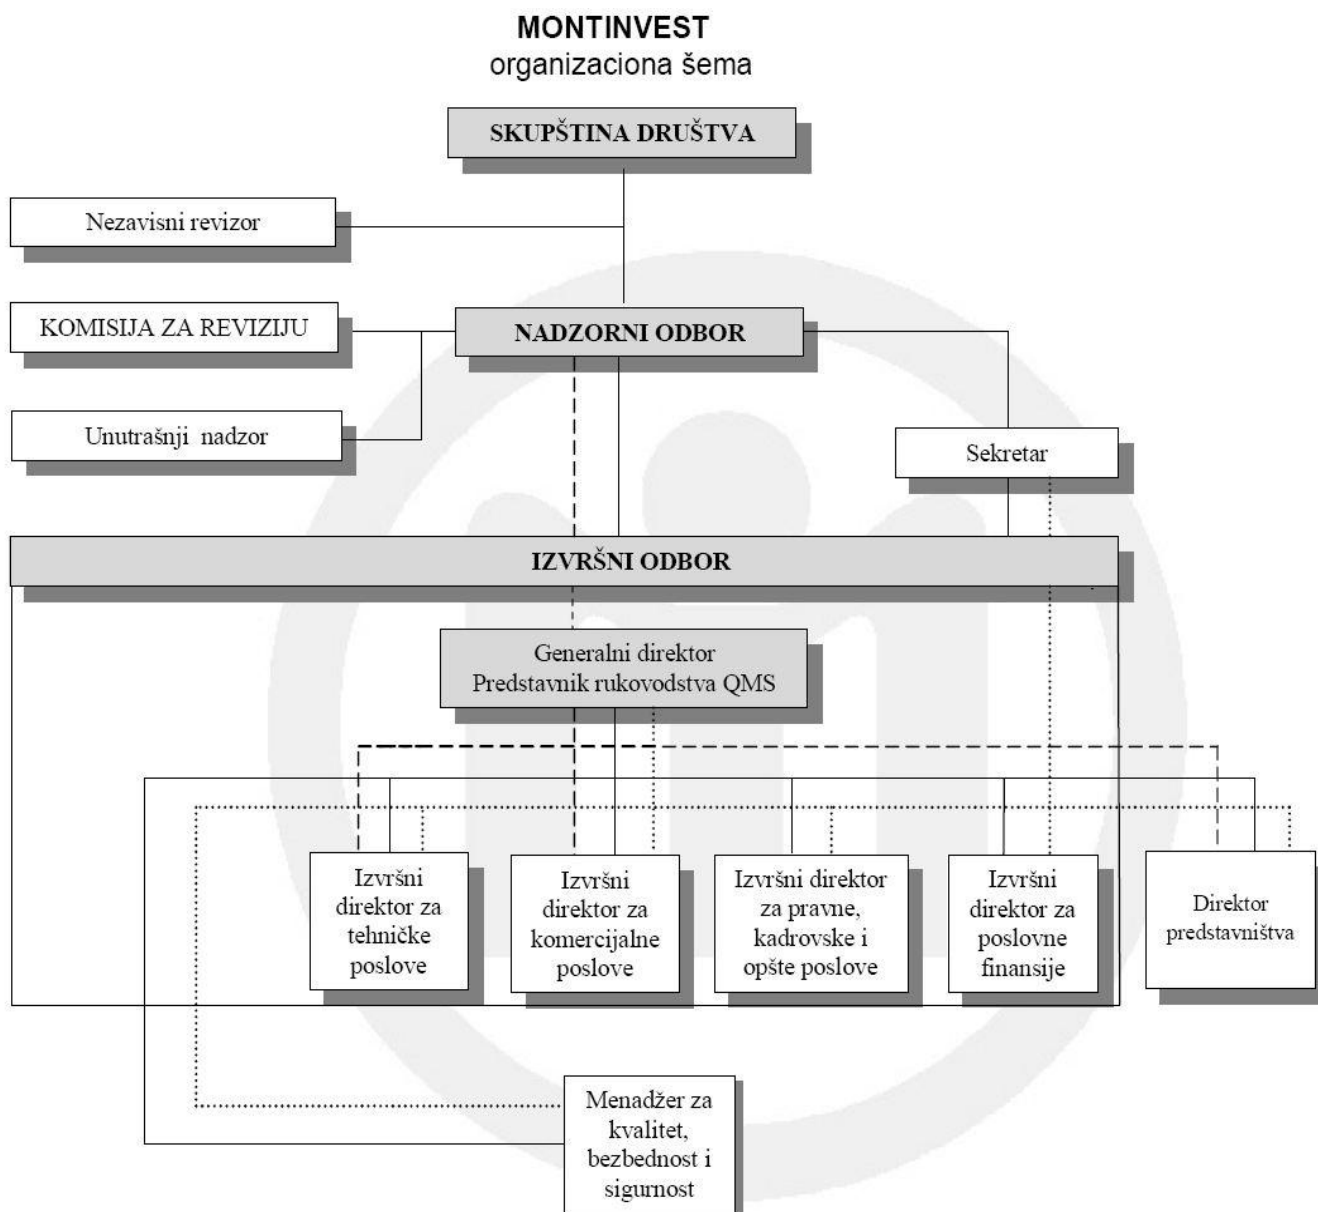 MONTINVEST
organizaciona šema
SKUPŠTINA DRUŠTVA
Nezavisni revizor
KOMISIJA ZA REVIZIJU
NADZORNI ODBOR
Unutrašnji nadzor
Sekretar
IZVRŠNI ODBOR
Generalni direktor
Predstavnik rukovodstva QMS
Izvršni
direktor za
tehničke
poslove
Izvršni
direktor za
komercijalne
poslove
Izvršni direktor
za pravne,
kadrovske i
opšte poslove
Izvršni
direktor za
poslovne
finansije
Direktor
predstavništva
Menadžer za
kvalitet,
bezbednost i
sigurnost